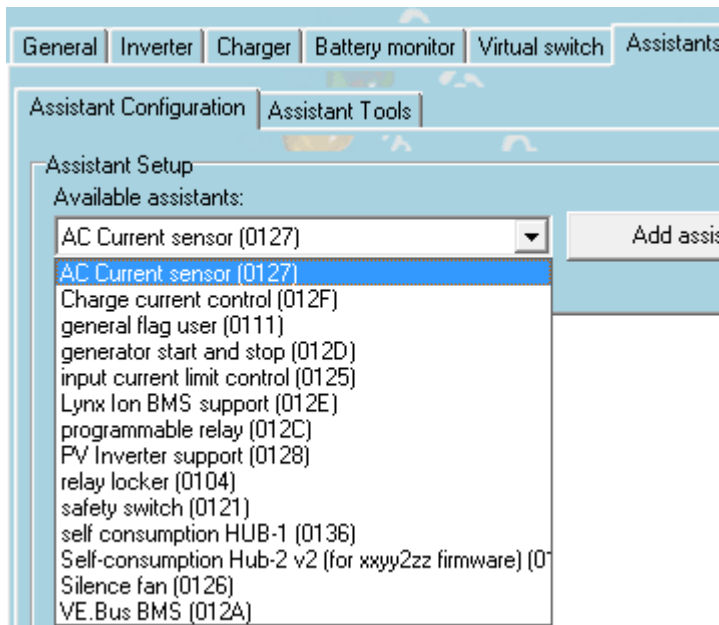 General Inverter Charger Battery monitor Virtual switch Assistants
Assistant Configuration Assistant Tools
Assistant Setup
Available assistants:
AC Current sensor (0127) Add
AC Current sensor (0127)
Charge current control (012F)
general flag user (0111)
generator start and stop (012D)
input current limit control (0125)
Lynx Ion BMS support (012E)
programmable relay (012C)
PV Inverter support (0128)
relay locker (0104)
safety switch (0121)
self consumption HUB-1 (0136)
Self-consumption Hub-2 v2 (for xxyy2zz firmware)
Silence fan (0126)
VE.Bus BMS (012A)